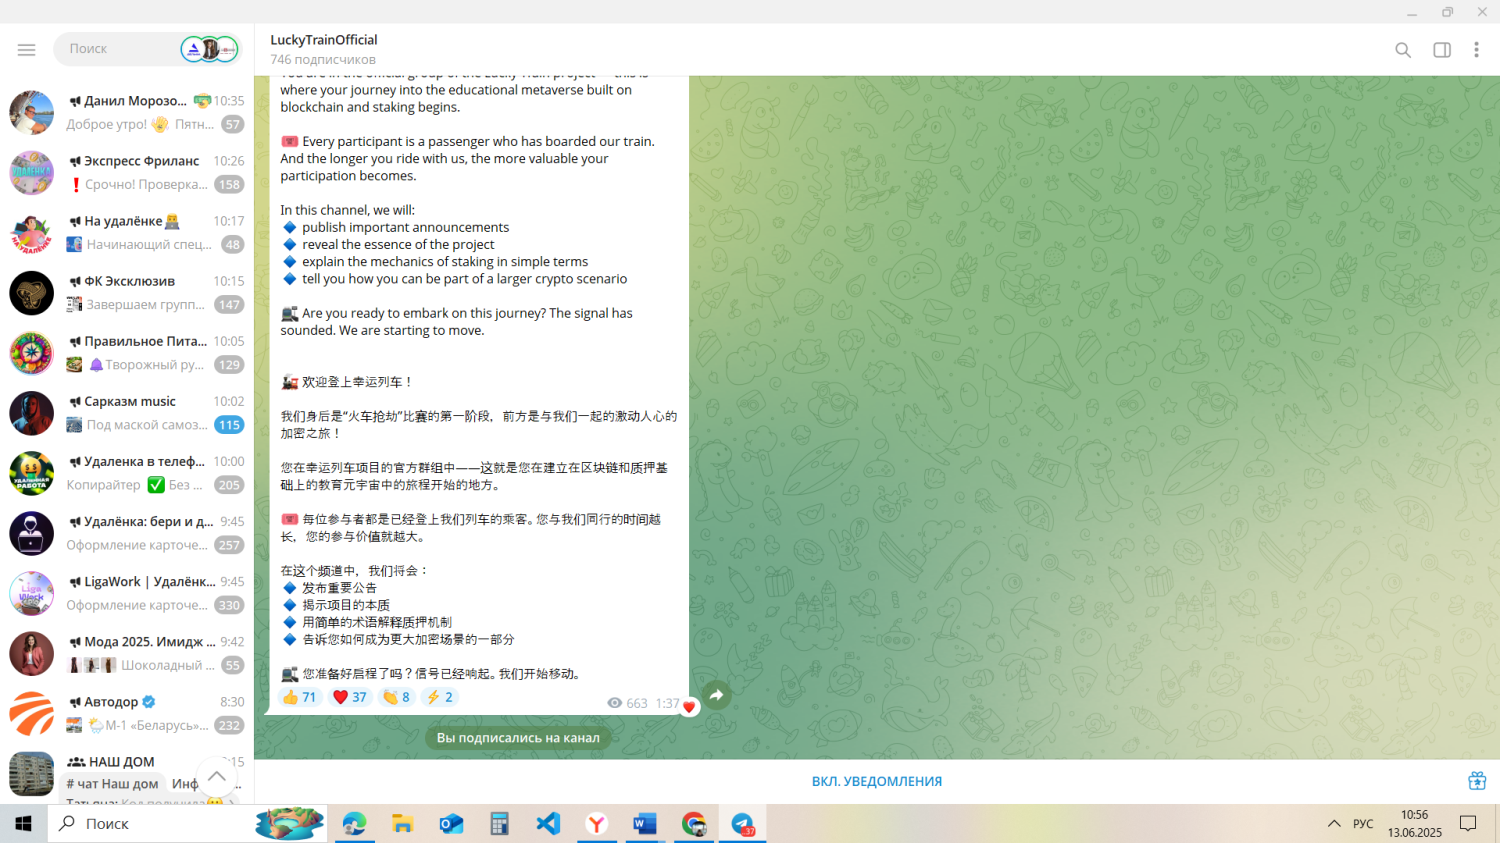 Поиск
LuckyTrainOfficial
746 подписчиков
Данил Морозо... 10:35
Доброе утро! Пятн... 57
Экспресс Фриланс 10:26
Срочно! Проверка... 158
На удалёнке 10:17
Начинающий спец... 48
ФК Эксклюзив 10:15
Завершаем групп... 147
Правильное Пита... 10:05
Творожный ру... 129
Сарказм music 10:02
Под маской самоз... 115
Удаленка в телеф... 10:00
Копирайтер Без ... 205
Удалёнка: бери и д... 9:45
Оформление карточе... 257
LigaWork | Удалёнк... 9:45
Оформление карточе... 330
Мода 2025. Имидж ... 9:42
Шоколадный ... 55
Автодор 8:30
М-1 «Беларусь»... 232
НАШ ДОМ
# чат Наш дом
You are in the official group of the Lucky Train project — this is
where your journey into the educational metaverse built on
blockchain and staking begins.
Every participant is a passenger who has boarded our train.
And the longer you ride with us, the more valuable your
participation becomes.
In this channel, we will:
publish important announcements
reveal the essence of the project
explain the mechanics of staking in simple terms
tell you how you can be part of a larger crypto scenario
Are you ready to embark on this journey? The signal has
sounded. We are starting to move.
欢迎登上幸运列车！
我们身后是“火车抢劫”比赛的第一阶段，前方是与我们一起的激动人心的
加密之旅！
您在幸运列车项目的官方群组中——这就是您在建立在区块链和质押基
础上的教育元宇宙中的旅程开始的地方。
每位参与者都是已经登上我们列车的乘客。您与我们同行的时间越
长，您的参与价值就越大。
在这个频道中，我们将会：
发布重要公告
揭示项目的本质
用简单的术语解释质押机制
告诉您如何成为更大加密场景的一部分
您准备好启程了吗？信号已经响起。我们开始移动。
71 37 8 2 663 1:37
Вы подписались на канал
ВКЛ. УВЕДОМЛЕНИЯ
Поиск
37
РУС
10:56
13.06.2025